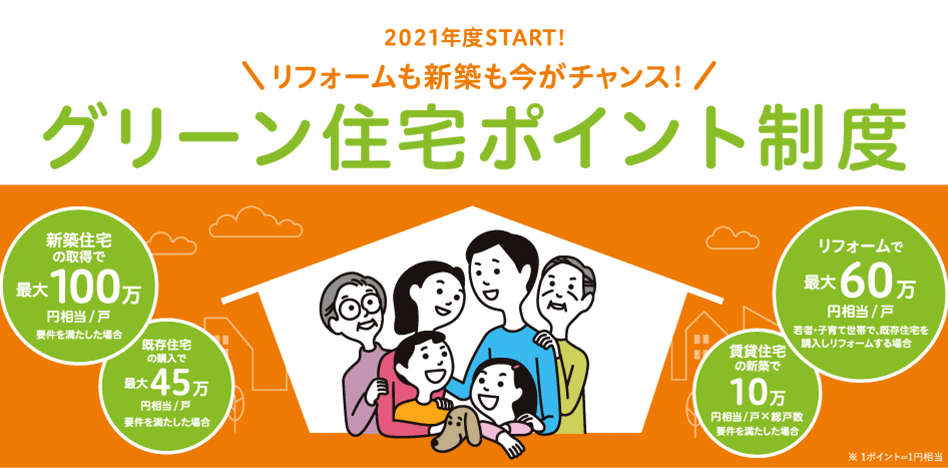 2021年度START!
リフォームも新築も今がチャンス!
グリーン住宅ポイント制度
新築住宅
の取得で
最大100万
円相当/戸
要件を満たした場合
既存住宅
の購入で
最大45万
円相当/戸
要件を満たした場合
リフォームで
最大60万
円相当/戸
若者・子育て世帯で、既存住宅を
購入しリフォームする場合
賃貸住宅
の新築で
10万
円相当/戸×総戸数
要件を満たした場合
※ 1ポイント=1円相当